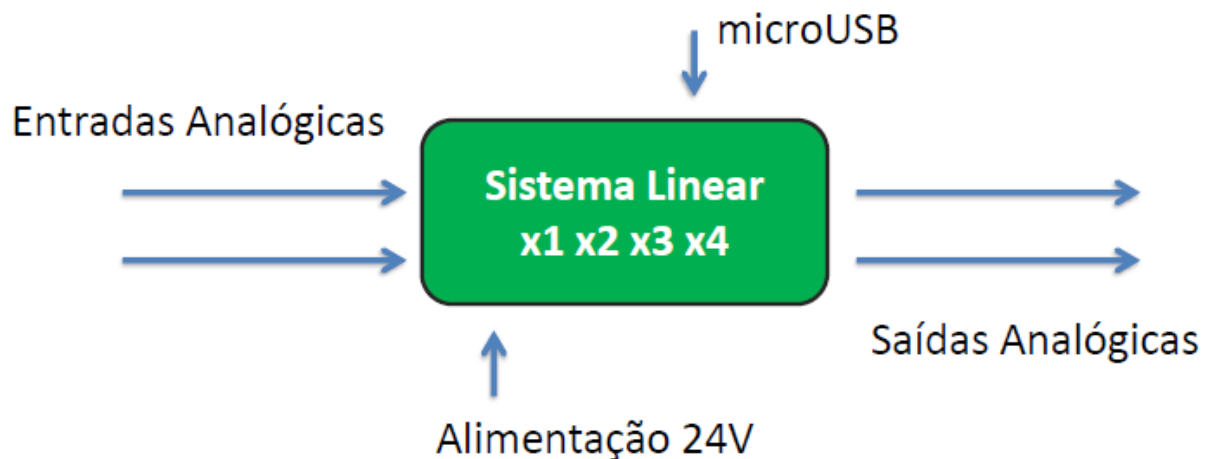 microUSB
Entradas Analógicas
Sistema Linear
x1 x2 x3 x4
Saídas Analógicas
Alimentação 24V